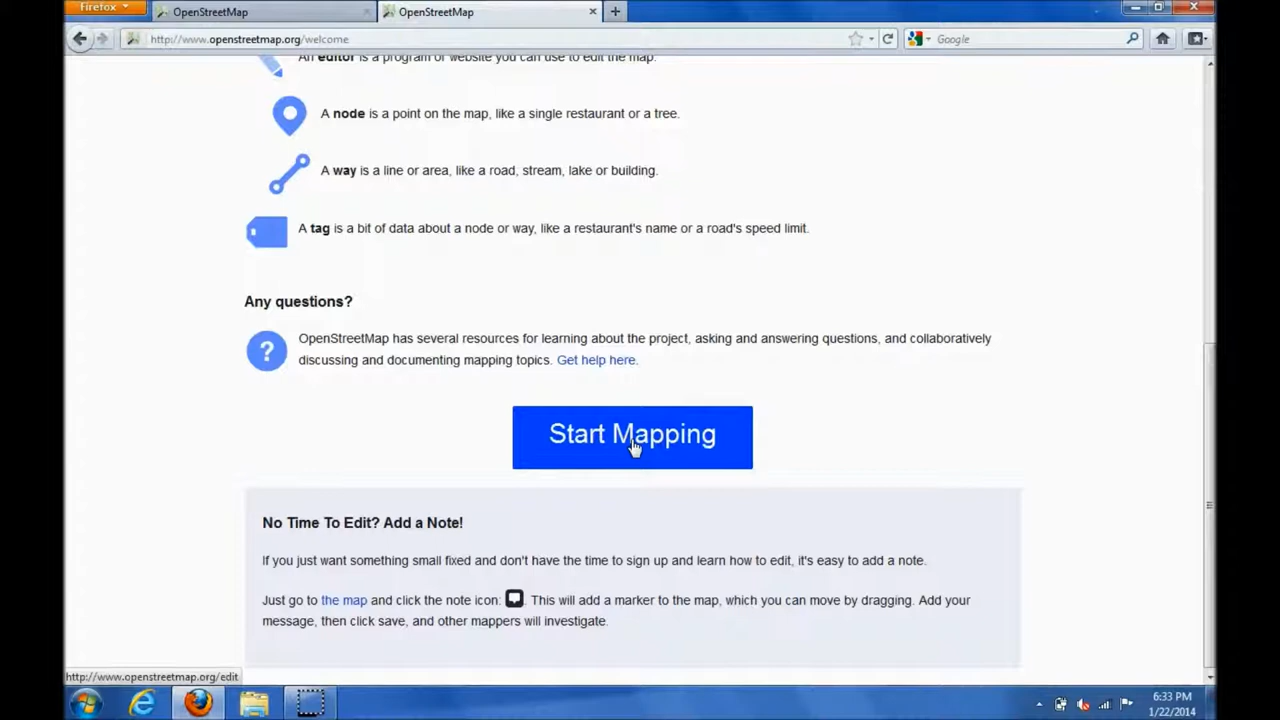 Firefox
OpenStreetMap
OpenStreetMap
http://www.openstreetmap.org/welcome
Google
An editor is a program or website you can use to edit the map.
A node is a point on the map, like a single restaurant or a tree.
A way is a line or area, like a road, stream, lake or building.
A tag is a bit of data about a node or way, like a restaurant's name or a road's speed limit.
Any questions?
?
OpenStreetMap has several resources for learning about the project, asking and answering questions, and collaboratively
discussing and documenting mapping topics. Get help here.
Start Mapping
No Time To Edit? Add a Note!
If you just want something small fixed and don't have the time to sign up and learn how to edit, it's easy to add a note.
Just go to the map and click the note icon: . This will add a marker to the map, which you can move by dragging. Add your
message, then click save, and other mappers will investigate.
http://www.openstreetmap.org/edit
6:33 PM
1/22/2014